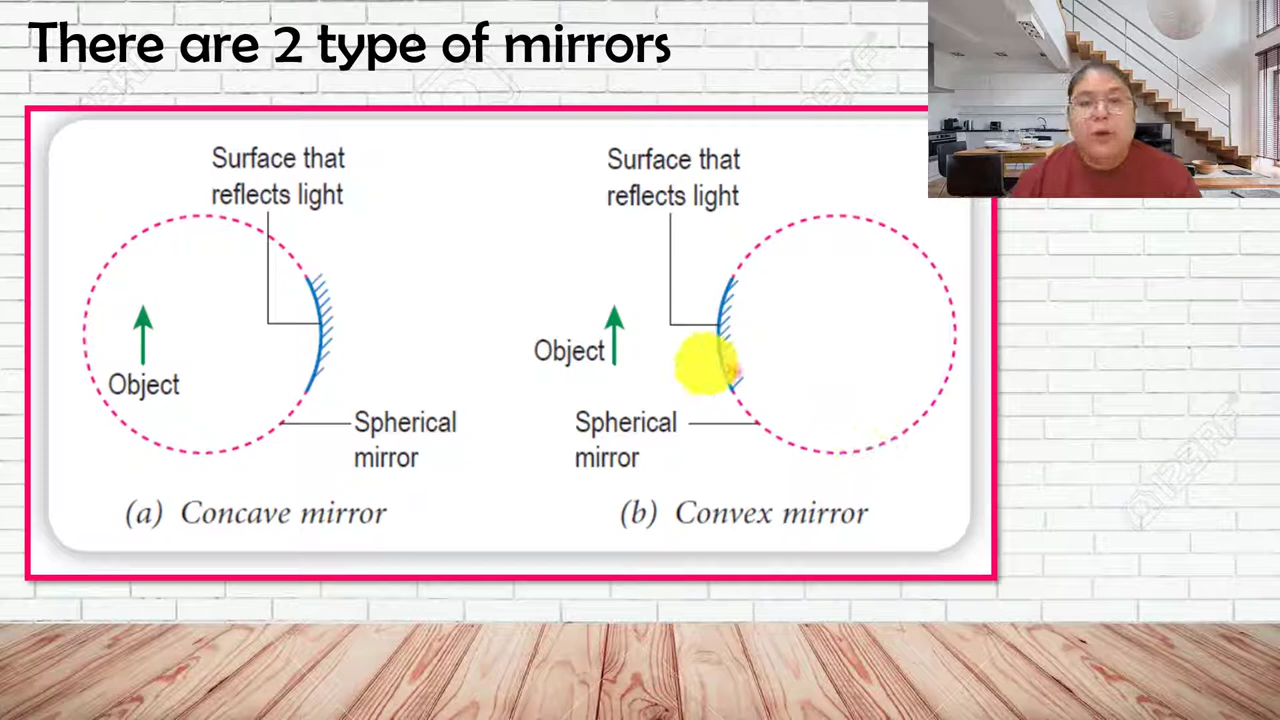 There are 2 type of mirrors
Surface that
reflects light
Object
Spherical
mirror
(a) Concave mirror
Surface that
reflects light
Object
Spherical
mirror
(b) Convex mirror